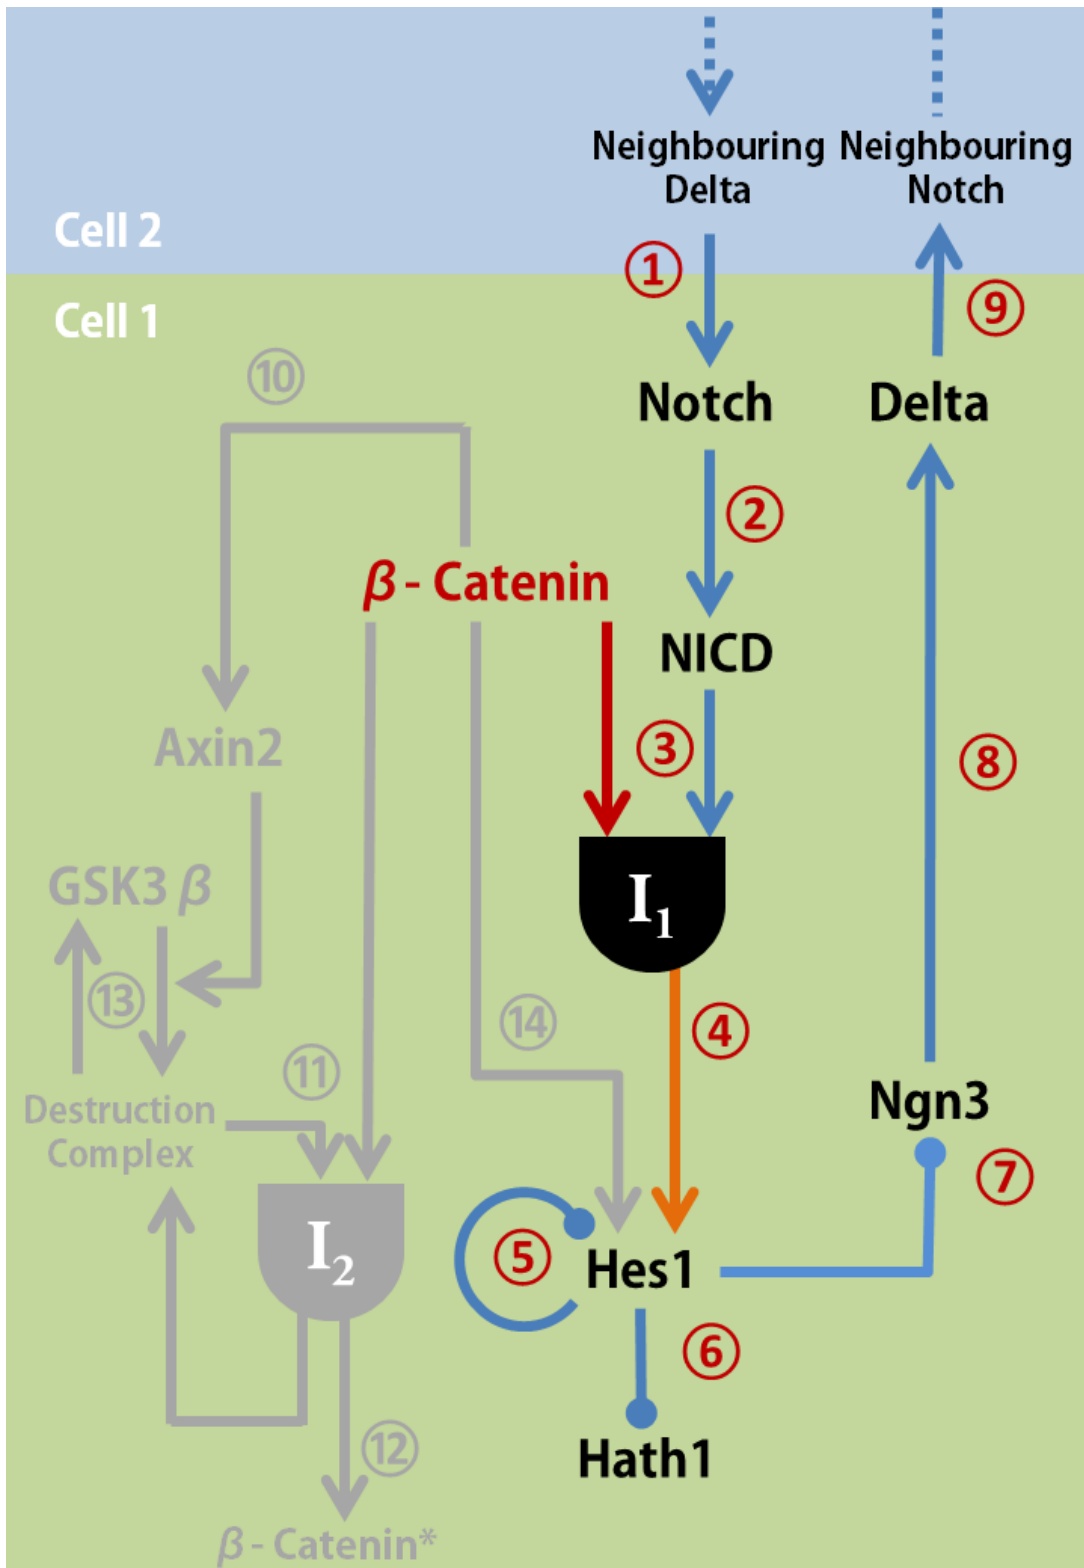 Neighbouring
Delta
Neighbouring
Notch
Cell 2
1
Cell 1
9
10
Notch
Delta
2
β - Catenin
NICD
Axin2
3
8
GSK3 β
I1
13
14
4
11
Destruction
Complex
Ngn3
7
I2
5
Hes1
6
12
Hath1
β - Catenin*